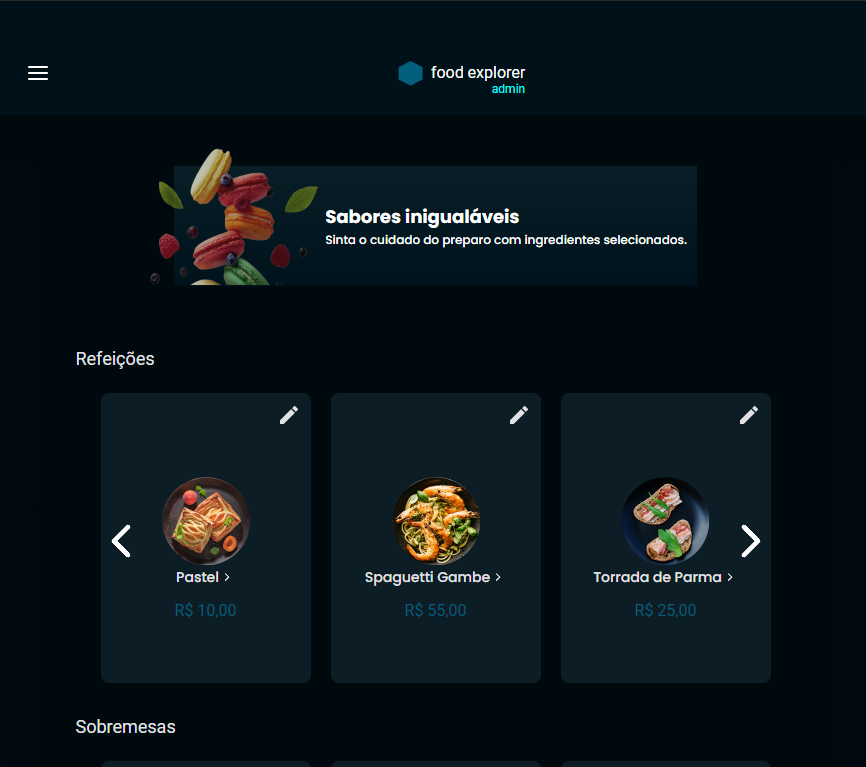 food explorer
admin
Sabores inigualáveis
Sinta o cuidado do preparo com ingredientes selecionados.
Refeições
Pastel >
Spaguetti Gambe >
Torrada de Parma >
R$ 10,00
R$ 55,00
R$ 25,00
Sobremesas